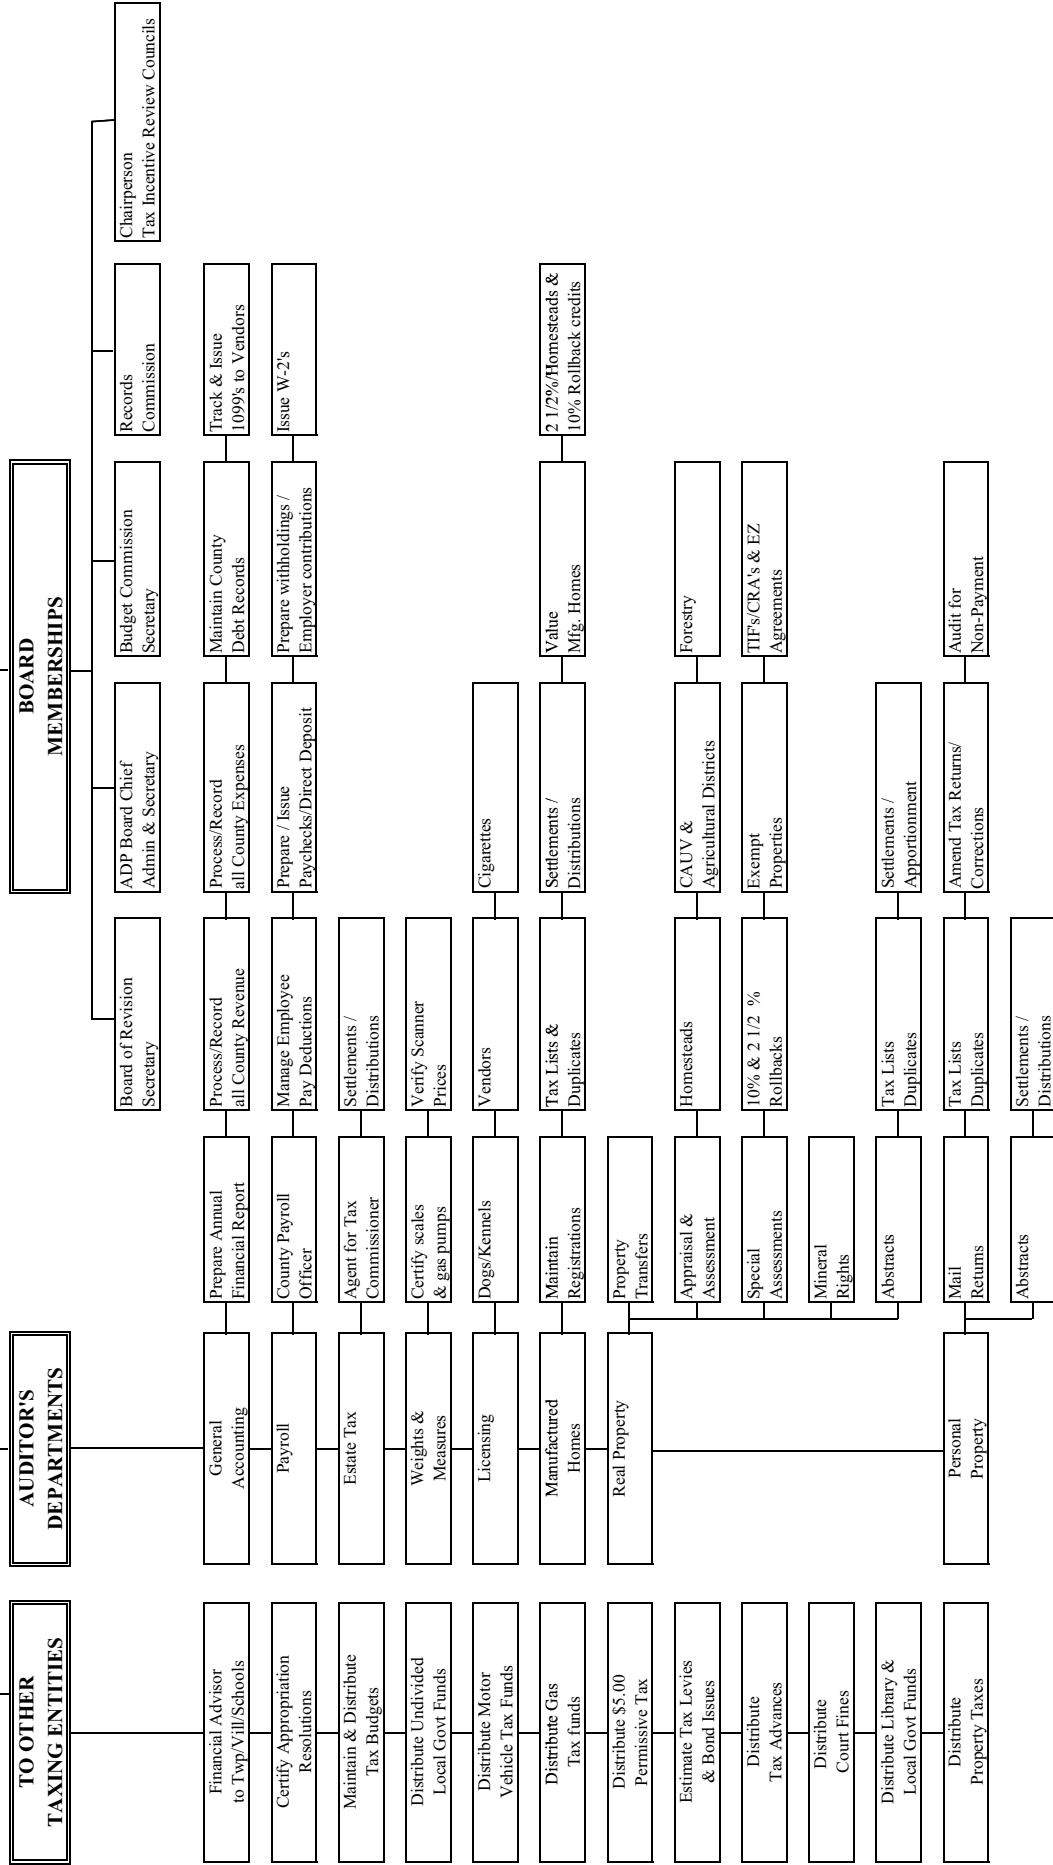 TO OTHER
TAXING ENTITIES
Financial Advisor
to Twp/Vill/Schools
Certify Appropriation
Resolutions
Maintain & Distribute
Tax Budgets
Distribute Undivided
Local Govt Funds
Distribute Motor
Vehicle Tax Funds
Distribute Gas
Tax funds
Distribute $5.00
Permissive Tax
Estimate Tax Levies
& Bond Issues
Distribute
Tax Advances
Distribute
Court Fines
Distribute Library &
Local Govt Funds
Distribute
Property Taxes
AUDITOR'S
DEPARTMENTS
General
Accounting
Prepare Annual
Financial Report
Process/Record
all County Revenue
Process/Record
all County Expenses
Maintain County
Debt Records
Track & Issue
1099's to Vendors
Payroll
County Payroll
Officer
Manage Employee
Pay Deductions
Prepare / Issue
Paychecks/Direct Deposit
Prepare withholdings /
Employer contributions
Issue W-2's
Estate Tax
Agent for Tax
Commissioner
Settlements /
Distributions
Weights &
Measures
Certify scales
& gas pumps
Verify Scanner
Prices
Licensing
Dogs/Kennels
Vendors
Cigarettes
Manufactured
Homes
Maintain
Registrations
Tax Lists &
Duplicates
Settlements /
Distributions
Value
Mfg. Homes
2 1/2%/Homesteads &
10% Rollback credits
Real Property
Property
Transfers
Appraisal &
Assessment
Homesteads
CAUV &
Agricultural Districts
Forestry
Special
Assessments
10% & 2 1/2 %
Rollbacks
Exempt
Properties
TIF's/CRA's & EZ
Agreements
Mineral
Rights
Abstracts
Tax Lists
Duplicates
Settlements /
Apportionment
Personal
Property
Mail
Returns
Tax Lists
Duplicates
Amend Tax Returns/
Corrections
Audit for
Non-Payment
Abstracts
Settlements /
Distributions
BOARD
MEMBERSHIPS
Board of Revision
Secretary
ADP Board Chief
Admin & Secretary
Budget Commission
Secretary
Records
Commission
Chairperson
Tax Incentive Review Councils